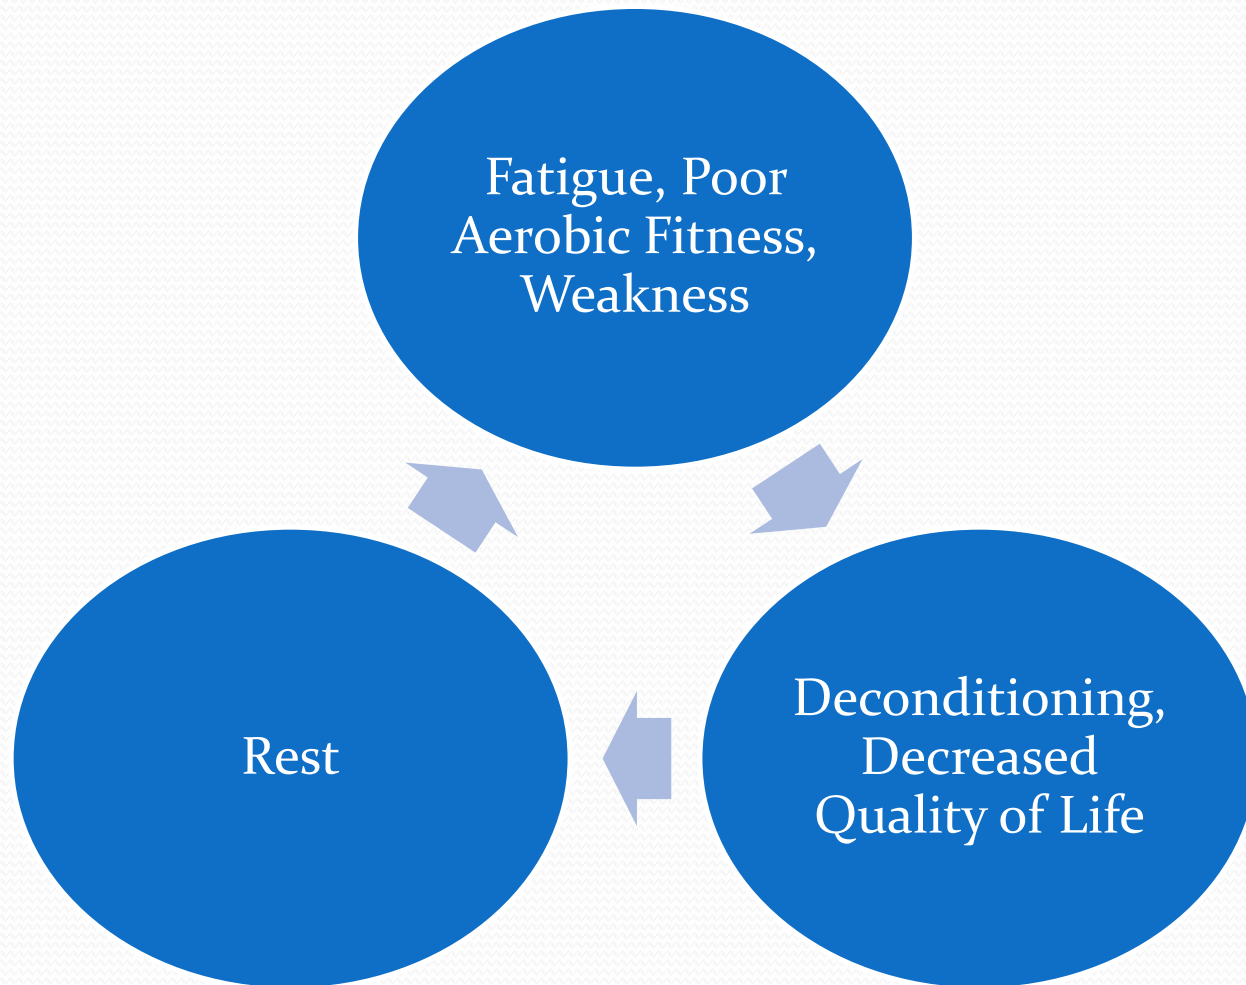 Fatigue, Poor
Aerobic Fitness,
Weakness
Deconditioning,
Decreased
Quality of Life
Rest